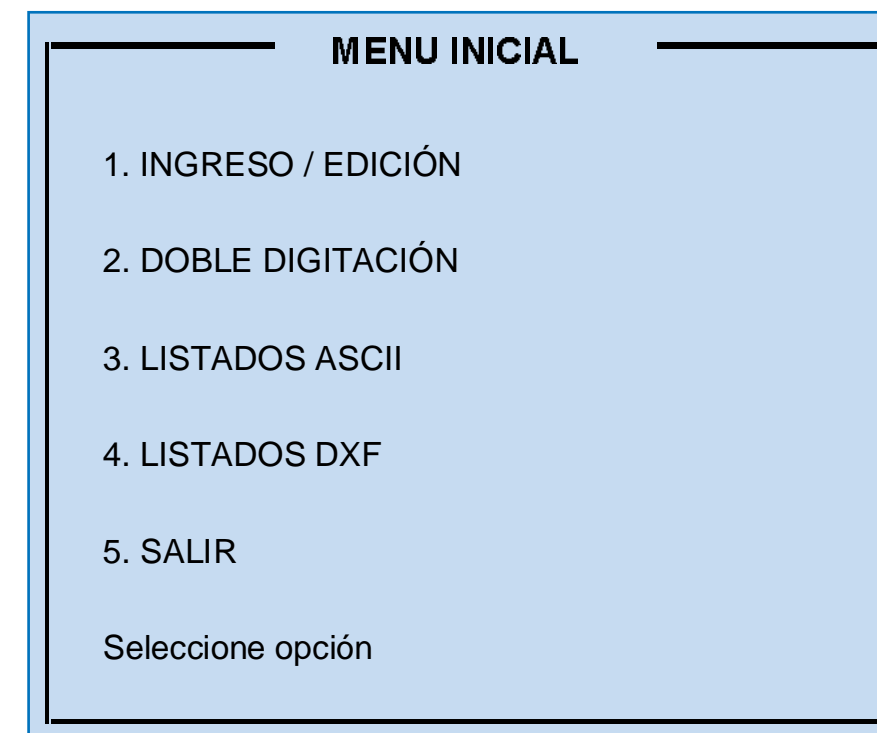 MENU INICIAL
1. INGRESO / EDICIÓN
2. DOBLE DIGITACIÓN
3. LISTADOS ASCII
4. LISTADOS DXF
5. SALIR
Seleccione opción